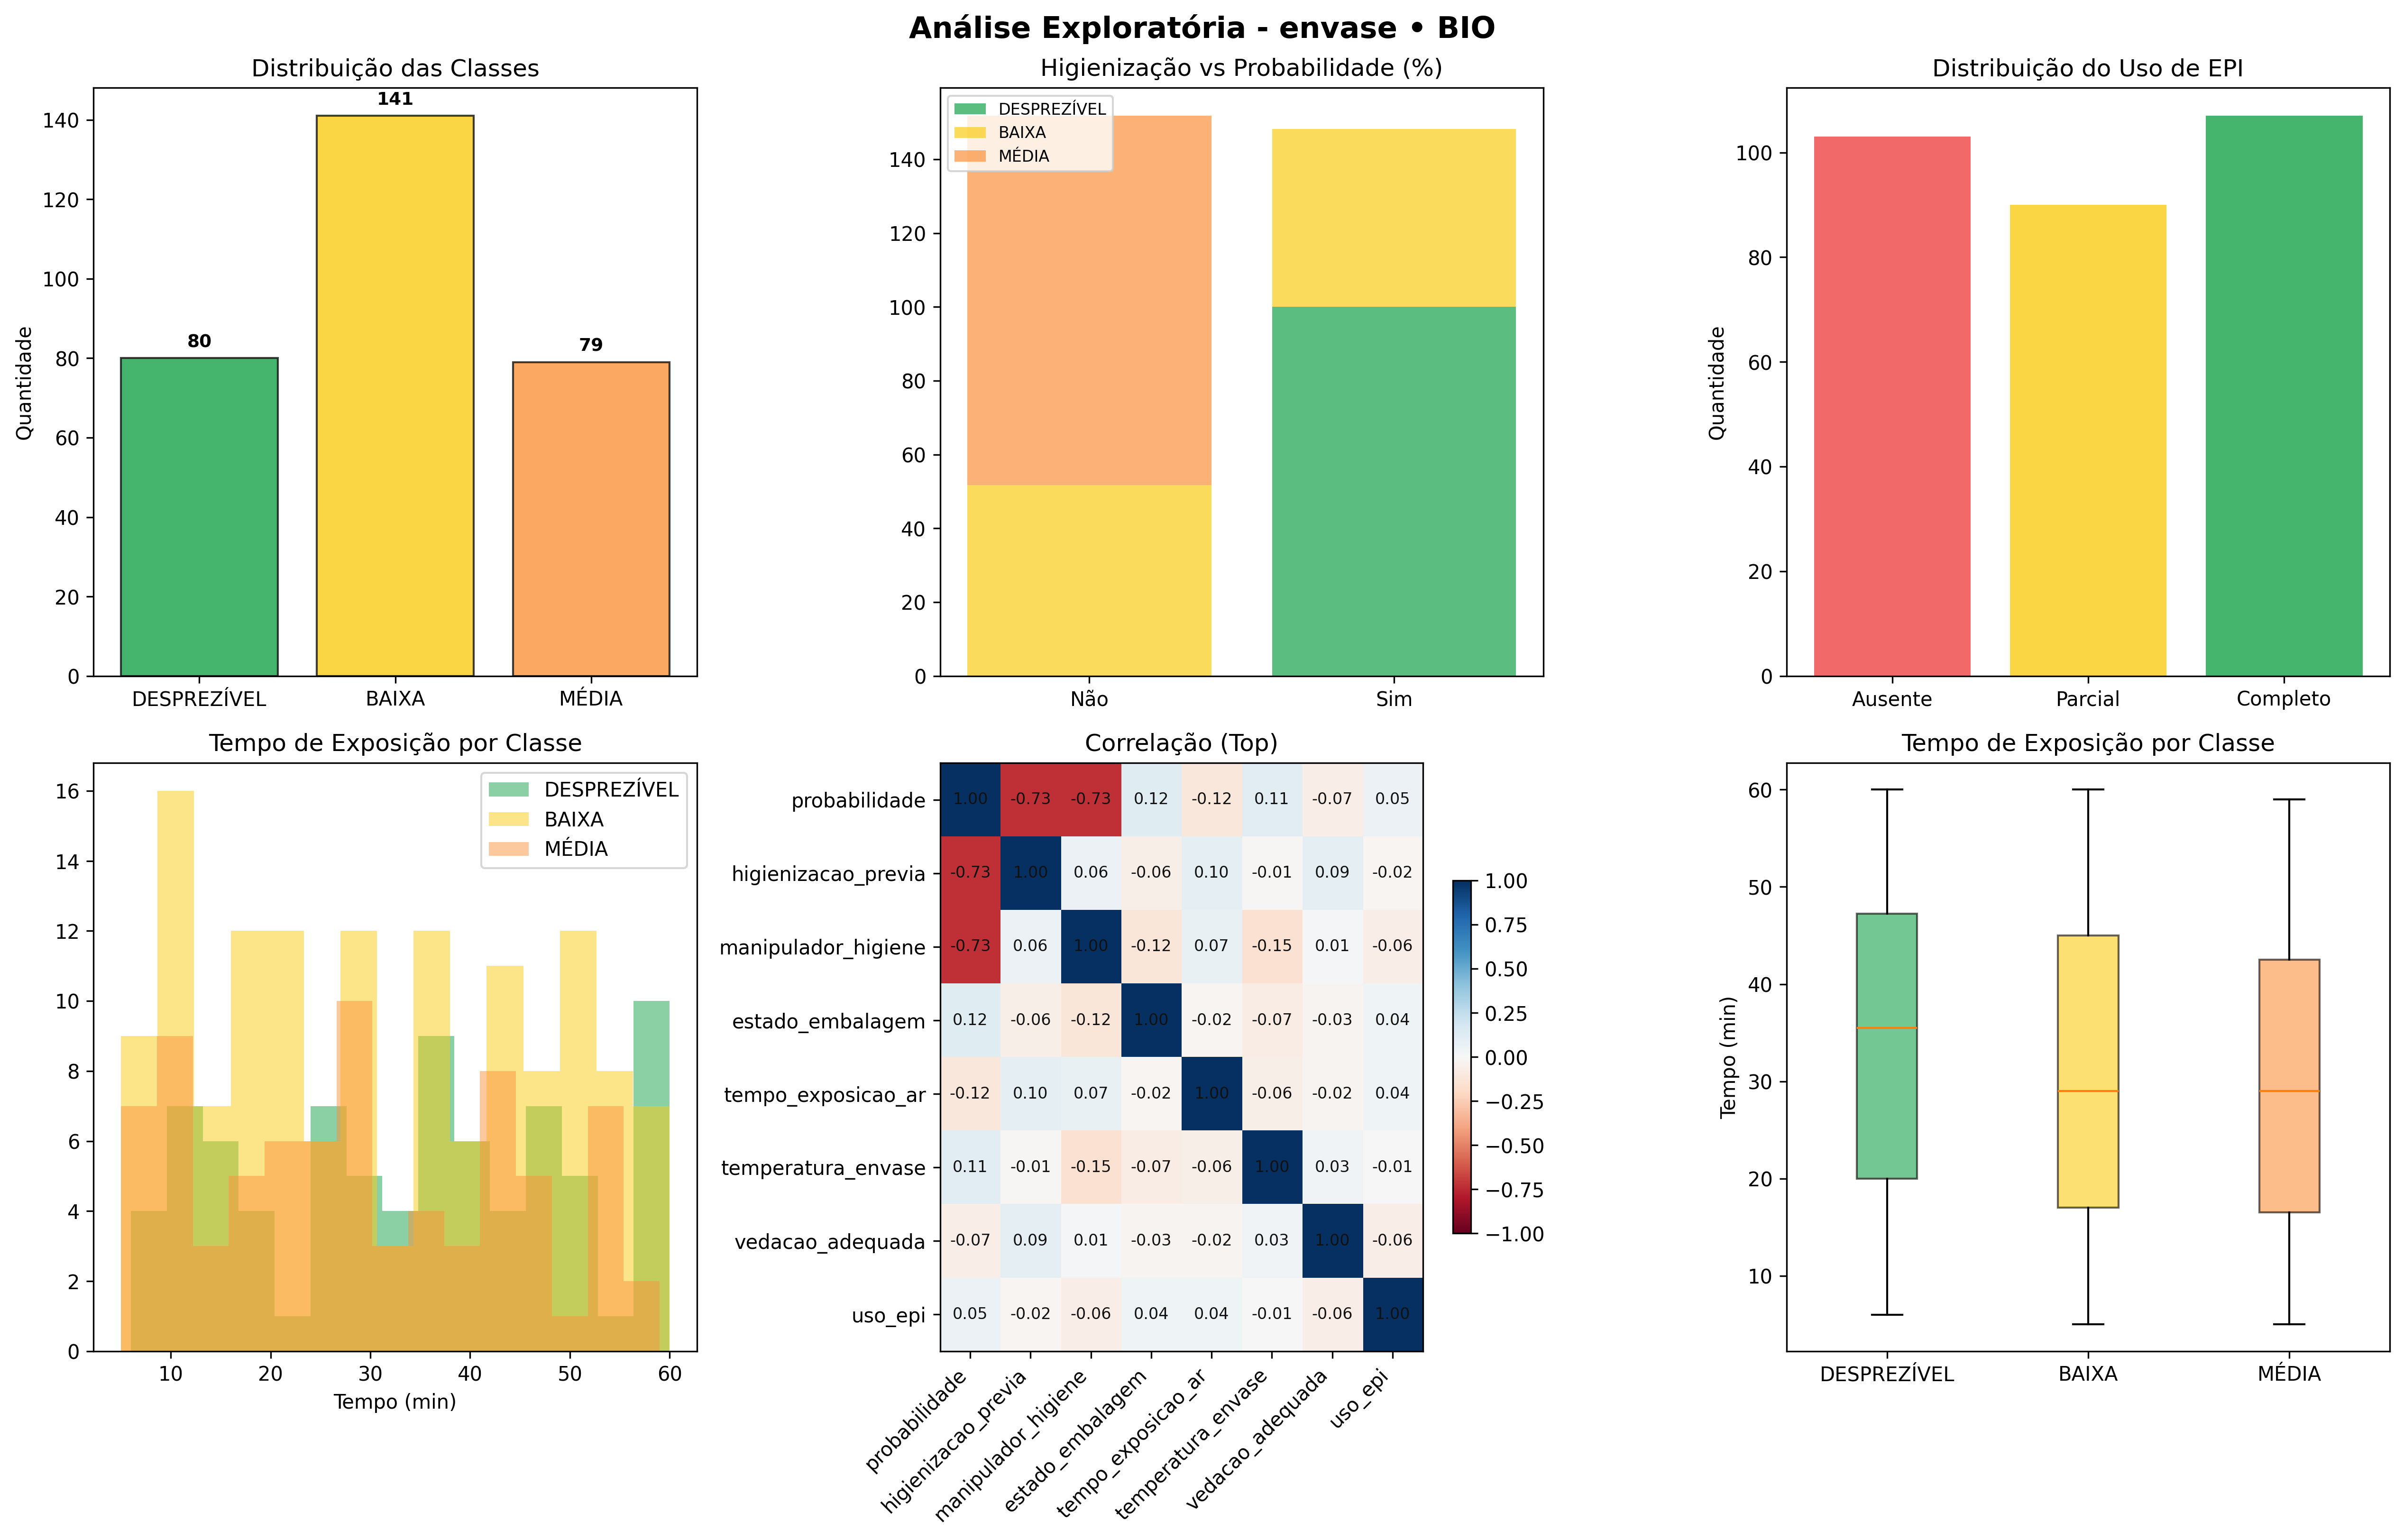 Análise Exploratória - envase • BIO
Distribuição das Classes
Quantidade
140
120
100
80
60
40
20
0
80
141
79
DESPREZÍVEL
BAIXA
MÉDIA
Higienização vs Probabilidade (%)
DESPREZÍVEL
BAIXA
MÉDIA
140
120
100
80
60
40
20
0
Não
Sim
Distribuição do Uso de EPI
Quantidade
100
80
60
40
20
0
Ausente
Parcial
Completo
Tempo de Exposição por Classe
DESPREZÍVEL
BAIXA
MÉDIA
16
14
12
10
8
6
4
2
0
10
20
30
40
50
60
Tempo (min)
Correlação (Top)
probabilidade 1.00 -0.73 -0.73 0.12 -0.12 0.11 -0.07 0.05
higienizacao_previa -0.73 1.00 0.06 -0.06 0.10 -0.01 0.09 -0.02
manipulador_higiene -0.73 0.06 1.00 -0.12 0.07 -0.15 0.01 -0.06
estado_embalagem 0.12 -0.06 -0.12 1.00 -0.02 -0.07 -0.03 0.04
tempo_exposicao_ar -0.12 0.10 0.07 -0.02 1.00 -0.06 -0.02 0.04
temperatura_envase 0.11 -0.01 -0.15 -0.07 -0.06 1.00 0.03 -0.01
vedacao_adequada -0.07 0.09 0.01 -0.03 -0.02 0.03 1.00 -0.06
uso_epi 0.05 -0.02 -0.06 0.04 0.04 -0.01 -0.06 1.00
probabilidade
higienizacao_previa
manipulador_higiene
estado_embalagem
tempo_exposicao_ar
temperatura_envase
vedacao_adequada
uso_epi
1.00
0.75
0.50
0.25
0.00
−0.25
−0.50
−0.75
−1.00
Tempo de Exposição por Classe
Tempo (min)
60
50
40
30
20
10
DESPREZÍVEL
BAIXA
MÉDIA